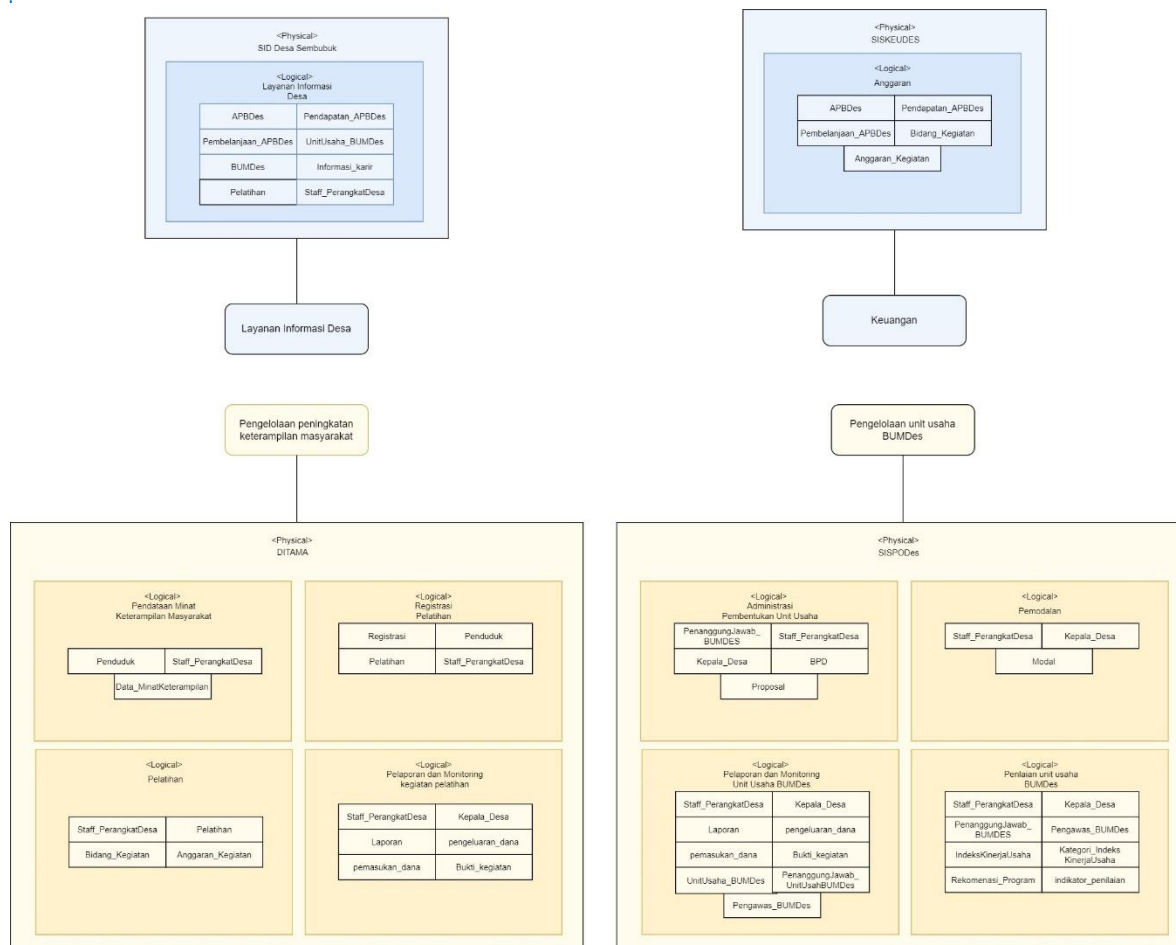 <Physical>
SID Desa Sembubuk
<Logical>
Layanan Informasi
Desa
APBDes
Pendapatan_APBDes
Pembelanjaan_APBDes
UnitUsaha_BUMDes
BUMDes
Informasi_karir
Pelatihan
Staff_PerangkatDesa
<Physical>
SISKEUDES
<Logical>
Anggaran
APBDes
Pendapatan_APBDes
Pembelanjaan_APBDes
Bidang_Kegiatan
Anggaran_Kegiatan
Layanan Informasi Desa
Keuangan
Pengelolaan peningkatan
keterampilan masyarakat
Pengelolaan unit usaha
BUMDes
<Physical>
DITAMA
<Logical>
Pendataan Minat
Keterampilan Masyarakat
Penduduk
Staff_PerangkatDesa
Data_MinatKeterampilan
<Logical>
Registrasi
Pelatihan
Registrasi
Penduduk
Pelatihan
Staff_PerangkatDesa
<Logical>
Pelatihan
Staff_PerangkatDesa
Pelatihan
Bidang_Kegiatan
Anggaran_Kegiatan
<Logical>
Pelaporan dan Monitoring
kegiatan pelatihan
Staff_PerangkatDesa
Kepala_Desa
Laporan
pengeluaran_dana
pemasukan_dana
Bukti_kegiatan
<Physical>
SISPODes
<Logical>
Administrasi
Pembentukan Unit Usaha
PenanggungJawab_
BUMDES
Staff_PerangkatDesa
Kepala_Desa
BPD
Proposal
<Logical>
Pemodalan
Staff_PerangkatDesa
Kepala_Desa
Modal
<Logical>
Pelaporan dan Monitoring
Unit Usaha BUMDes
Staff_PerangkatDesa
Kepala_Desa
Laporan
pengeluaran_dana
pemasukan_dana
Bukti_kegiatan
UnitUsaha_BUMDes
PenanggungJawab_
UnitUsahBUMDes
Pengawas_BUMDes
<Logical>
Penilaian unit usaha
BUMDes
Staff_PerangkatDesa
Kepala_Desa
PenanggungJawab_
BUMDES
Pengawas_BUMDes
IndeksKinerjaUsaha
Kategori_Indeks
KinerjaUsaha
Rekomenasi_Program
indikator_penilaian